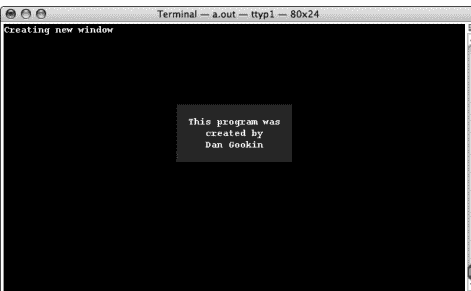 Terminal — a.out — ttyp1 — 80x24
Creating new window
This program was
created by
Dan Gookin